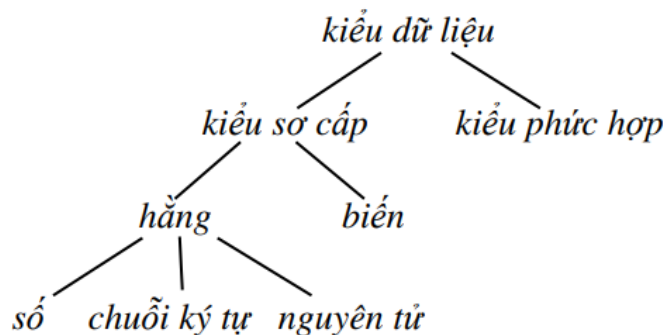 kiểu dữ liệu
kiểu sơ cấp kiểu phức hợp
hằng biến
số chuỗi ký tự nguyên tử